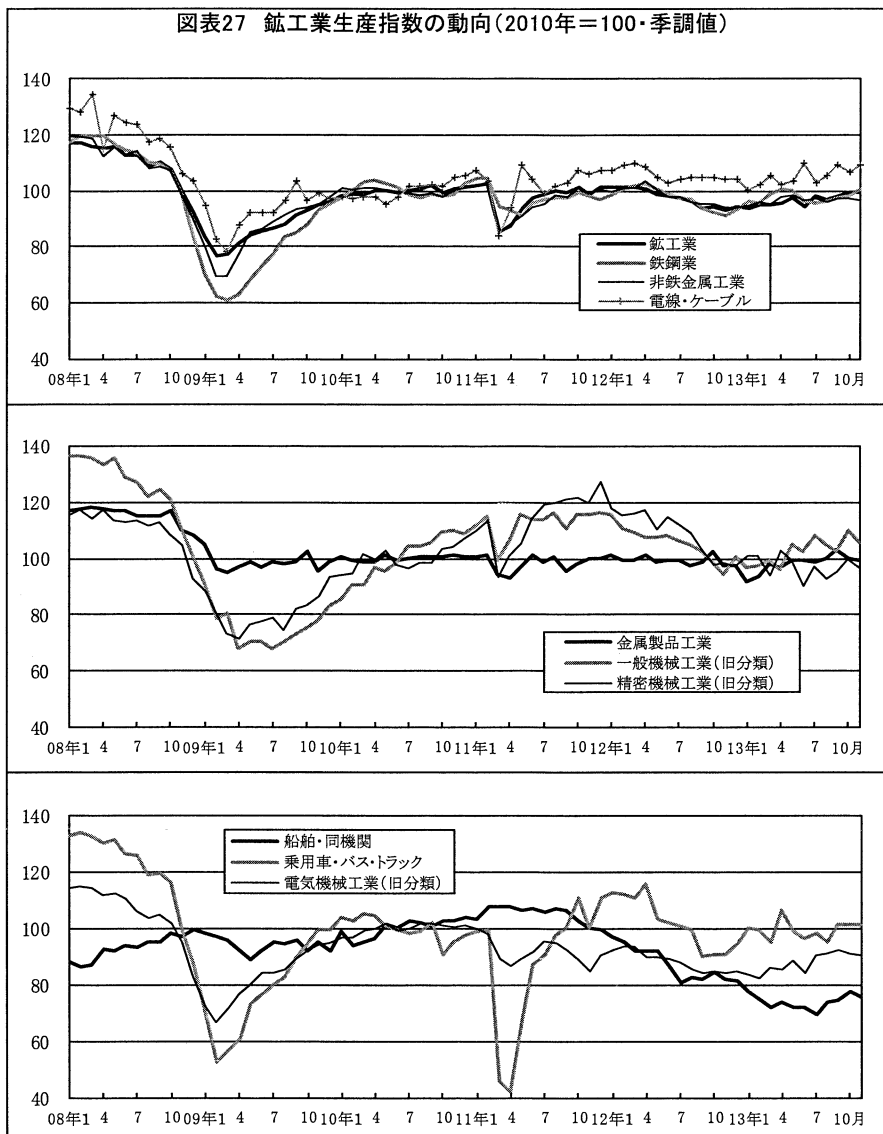 図表27 鉱工業生産指数の動向(2010年=100・季調値)
140
120
100
80
60
40
鉱工業
鉄鋼業
非鉄金属工業
電線・ケーブル
08年1 4 7 10 09年1 4 7 10 10年1 4 7 10 11年1 4 7 10 12年1 4 7 10 13年1 4 7 10月
140
120
100
80
60
40
金属製品工業
一般機械工業(旧分類)
精密機械工業(旧分類)
08年1 4 7 10 09年1 4 7 10 10年1 4 7 10 11年1 4 7 10 12年1 4 7 10 13年1 4 7 10月
140
120
100
80
60
40
船舶・同機関
乗用車・バス・トラック
電気機械工業(旧分類)
08年1 4 7 10 09年1 4 7 10 10年1 4 7 10 11年1 4 7 10 12年1 4 7 10 13年1 4 7 10月